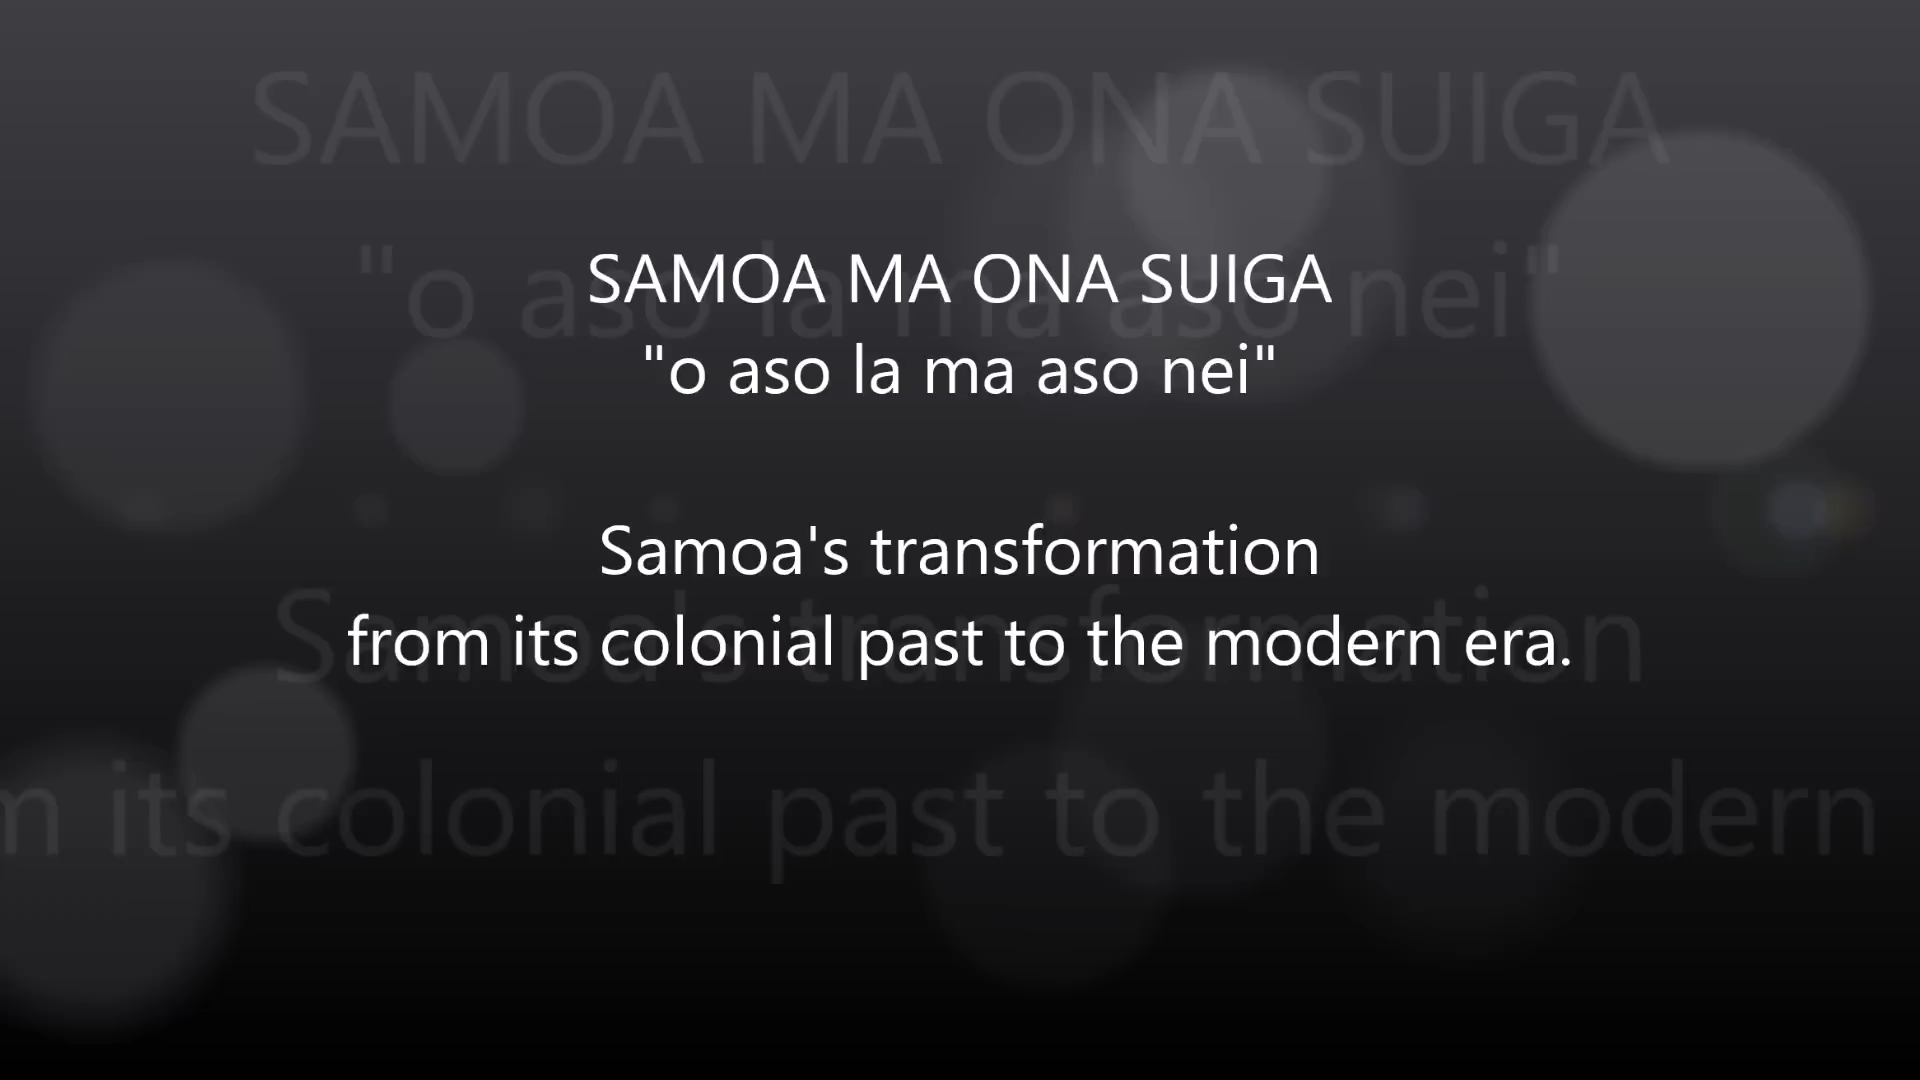 SAMOA MA ONA SUIGA
"o aso la ma aso nei"
Samoa's transformation
from its colonial past to the modern era.